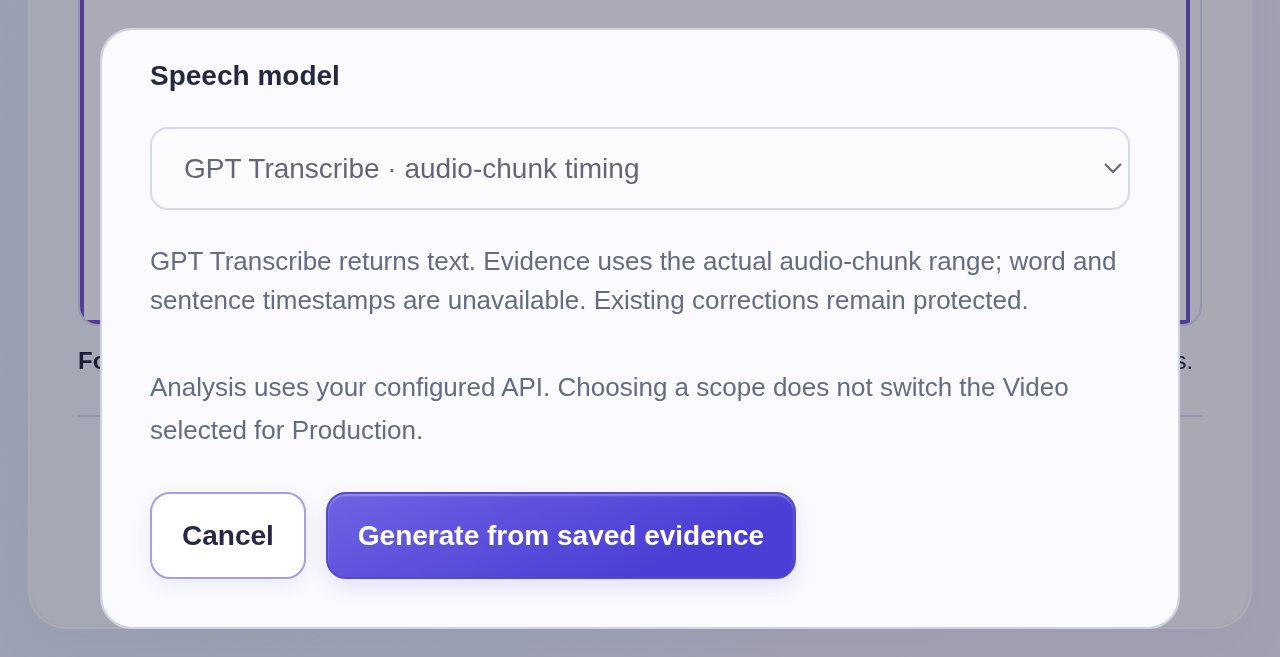 Speech model
GPT Transcribe · audio-chunk timing
GPT Transcribe returns text. Evidence uses the actual audio-chunk range; word and
sentence timestamps are unavailable. Existing corrections remain protected.
Analysis uses your configured API. Choosing a scope does not switch the Video
selected for Production.
Cancel
Generate from saved evidence